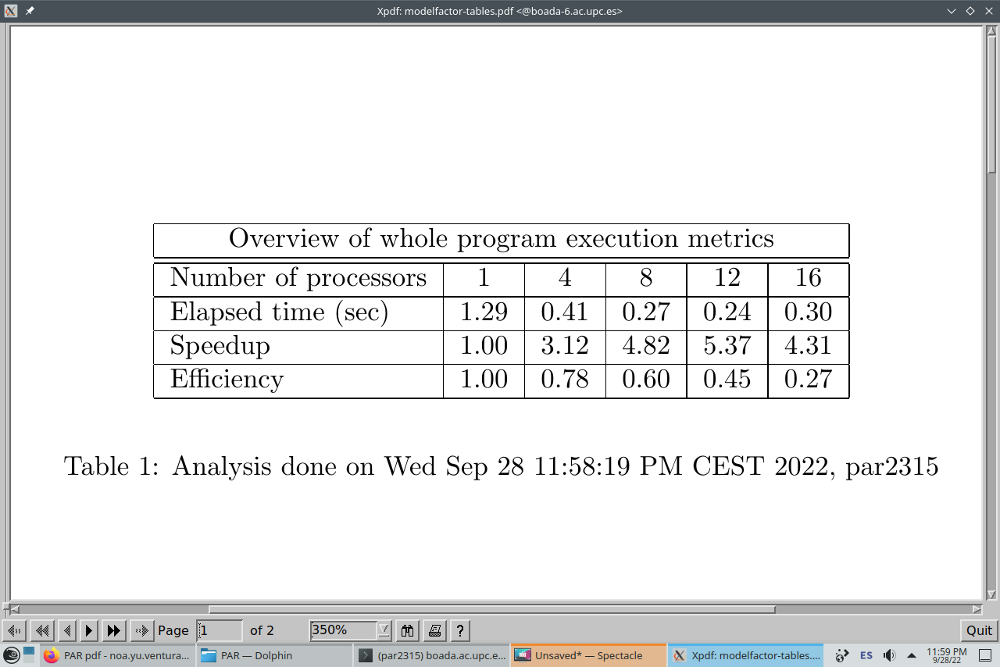 Xpdf: modelfactor-tables.pdf <@boada-6.ac.upc.es>
Overview of whole program execution metrics
Number of processors 1 4 8 12 16
Elapsed time (sec) 1.29 0.41 0.27 0.24 0.30
Speedup 1.00 3.12 4.82 5.37 4.31
Efficiency 1.00 0.78 0.60 0.45 0.27
Table 1: Analysis done on Wed Sep 28 11:58:19 PM CEST 2022, par2315
Page 1 of 2 350% ? Quit
PAR pdf - noa.yu.ventura... PAR — Dolphin (par2315) boada.ac.upc.e... Unsaved* — Spectacle Xpdf: modelfactor-tables.... ES 11:59 PM
9/28/22